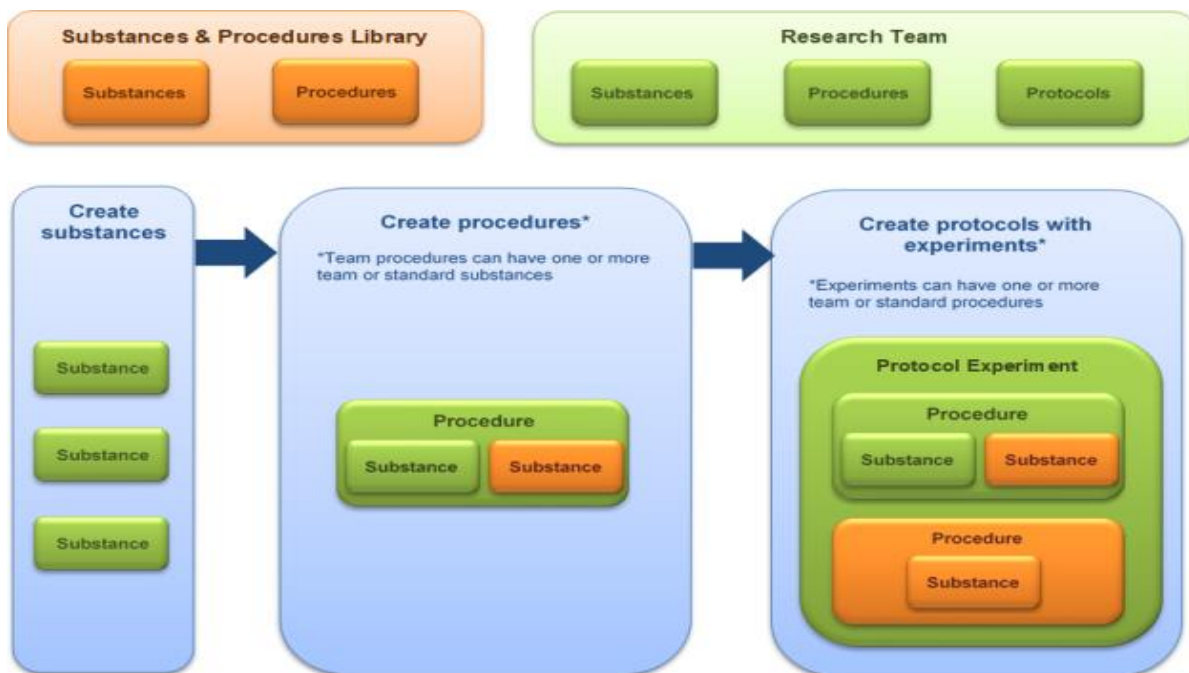 Substances & Procedures Library
Substances
Procedures
Research Team
Substances
Procedures
Protocols
Create
substances
Substance
Substance
Substance
Create procedures*
*Team procedures can have one or more
team or standard substances
Procedure
Substance
Substance
Create protocols with
experiments*
*Experiments can have one or more
team or standard procedures
Protocol Experiment
Procedure
Substance
Substance
Procedure
Substance